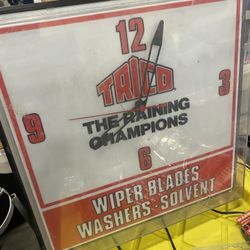 12
TRICO
9
3
THE RAINING
CHAMPIONS
6
WIPER BLADES
WASHERS • SOLVENT